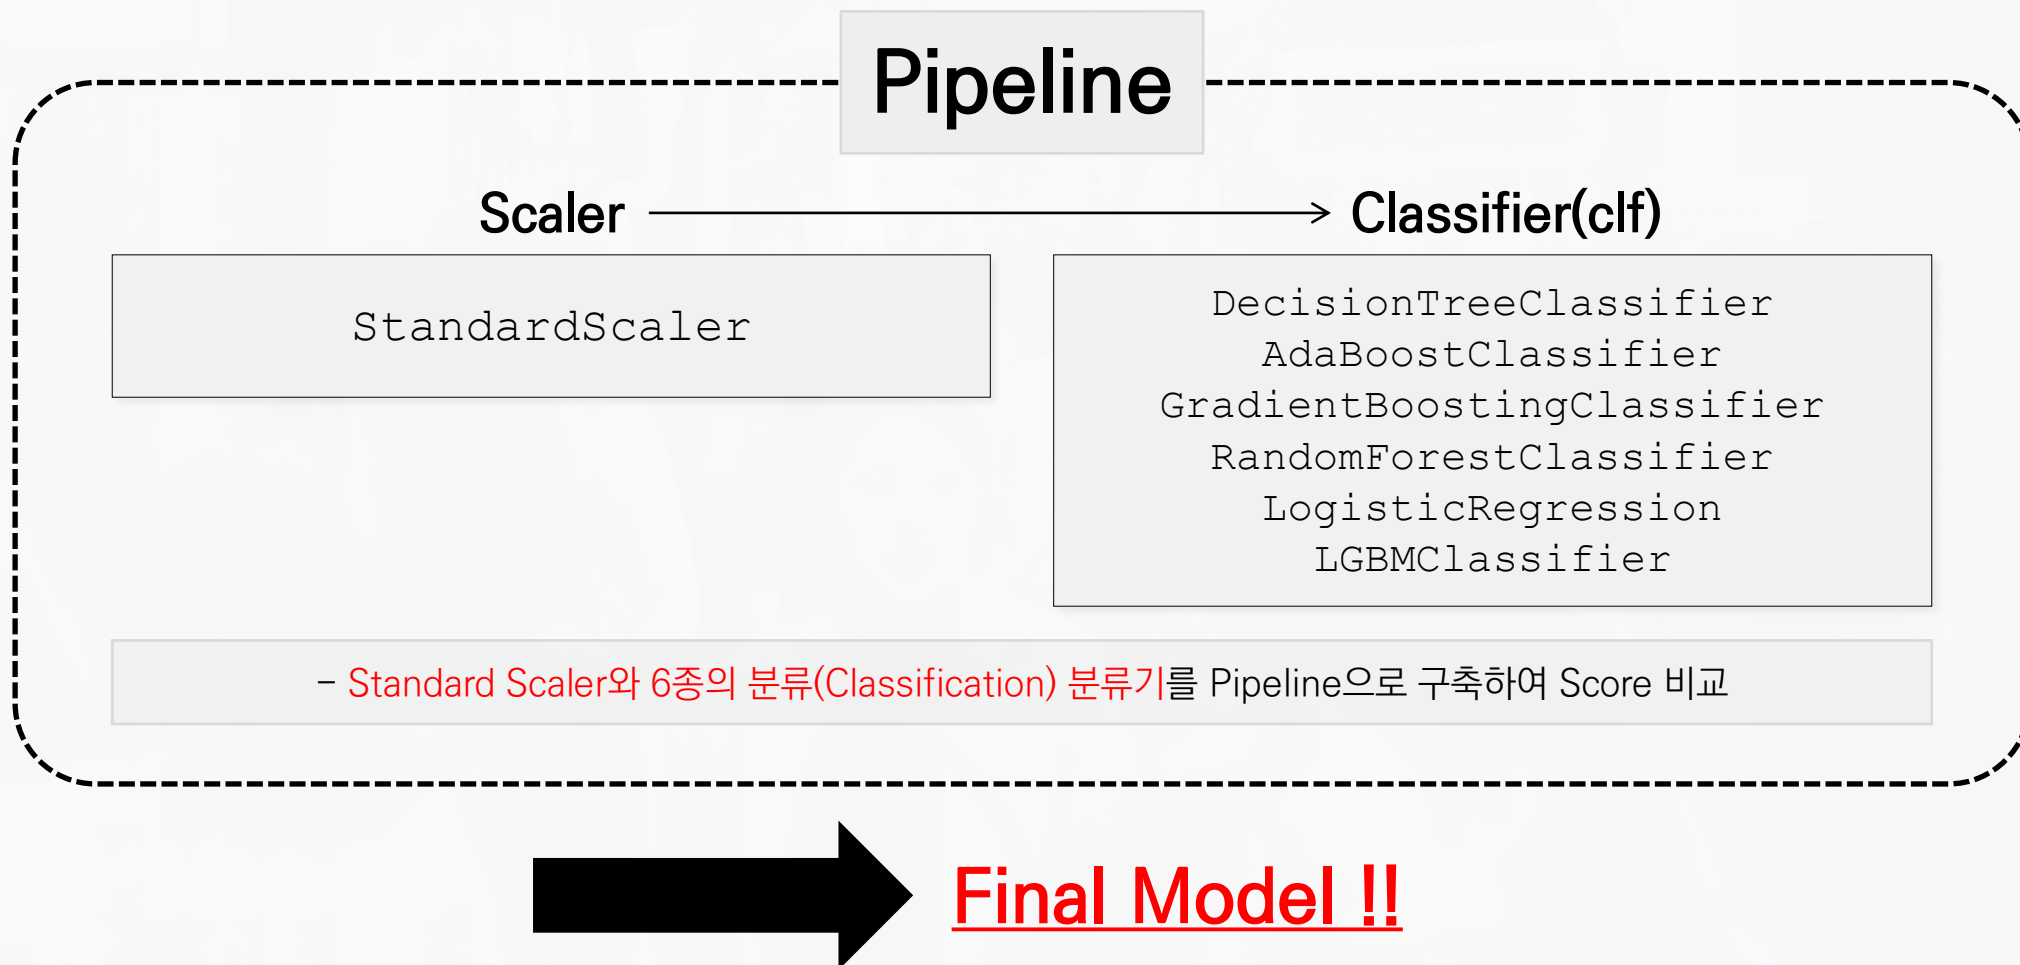 Pipeline
Scaler
Classifier(clf)
StandardScaler
DecisionTreeClassifier
AdaBoostClassifier
GradientBoostingClassifier
RandomForestClassifier
LogisticRegression
LGBMClassifier
- Standard Scaler와 6종의 분류(Classification) 분류기를 Pipeline으로 구축하여 Score 비교
Final Model !!